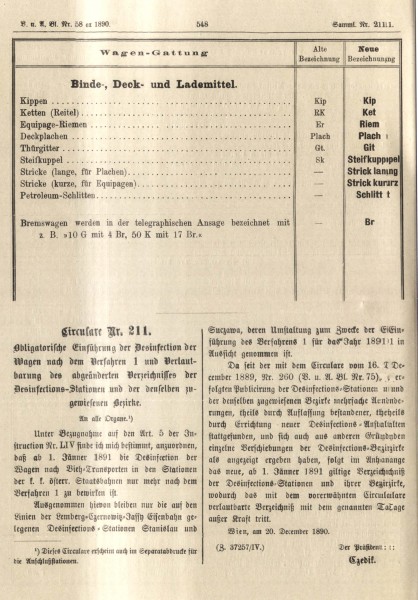 V. u. A. Bl. Nr. 58 ex 1890.
548
Samml. Nr. 211.
Wagen-Gattung
Alte Bezeichnung
Neue Bezeichnung
Binde-, Deck- und Lademittel.
Kippen Kip Kip
Ketten (Reitel) RK Ket
Equipage-Riemen Er Riem
Deckplachen Plach Plach
Thürgitter Gt. Git
Steifkuppel Sk Steifkuppel
Stricke (lange, für Plachen) — Strick lang
Stricke (kurze, für Equipagen) — Strick kurz
Petroleum-Schlitten — Schlitt
Bremswagen werden in der telegraphischen Ansage bezeichnet mit — Br
z. B. »10 G mit 4 Br, 50 K mit 17 Br.«
Circulare Nr. 211.
Obligatorische Einführung der Desinfection der
Wagen nach dem Verfahren 1 und Verlaut-
barung des abgeänderten Verzeichnisses der
Desinfections-Stationen und der denselben zu-
gewiesenen Bezirke.
An alle Organe.¹)
Unter Bezugnahme auf den Art. 5 der In-
struction Nr. LIV finde ich mich bestimmt, anzuordnen,
daß ab 1. Jänner 1891 die Desinfection der
Wagen nach Vieh-Transporten in den Stationen
der k. k. österr. Staatsbahnen nur mehr nach dem
Verfahren 1 zu bewirken ist.
Ausgenommen hievon bleiben nur die auf den
Linien der Lemberg-Czernowitz-Jassy Eisenbahn ge-
legenen Desinfections-Stationen Stanislau und
¹) Dieses Circulare erschein auch im Separatabdrucke für
die Anschlußstationen.
Suczawa, deren Umstaltung zum Zwecke der Ein-
führung des Verfahrens 1 für das Jahr 1891 in
Aussicht genommen ist.
Da seit der mit dem Circulare vom 16. De-
cember 1889, Nr. 260 (V. u. A. Bl. Nr. 75), er-
folgten Publicirung der Desinfections-Stationen und
der denselben zugewiesenen Bezirke mehrfache Aende-
rungen, theils durch Auflassung bestandener, theils
durch Errichtung neuer Desinfections-Anstalten
stattgefunden, und sich auch aus anderen Gründen
einzelne Verschiebungen der Desinfections-Bezirke
als angezeigt ergeben haben, folgt im Anhange
das neue, ab 1. Jänner 1891 giltige Verzeichniß
der Desinfections-Stationen und ihrer Bezirke,
wodurch das mit dem vorerwähnten Circulare
verlautbarte Verzeichniß mit dem genannten Tage
außer Kraft tritt.
Wien, am 20. December 1890.
(Z. 37257/IV.)
Der Präsident:
Czedik.